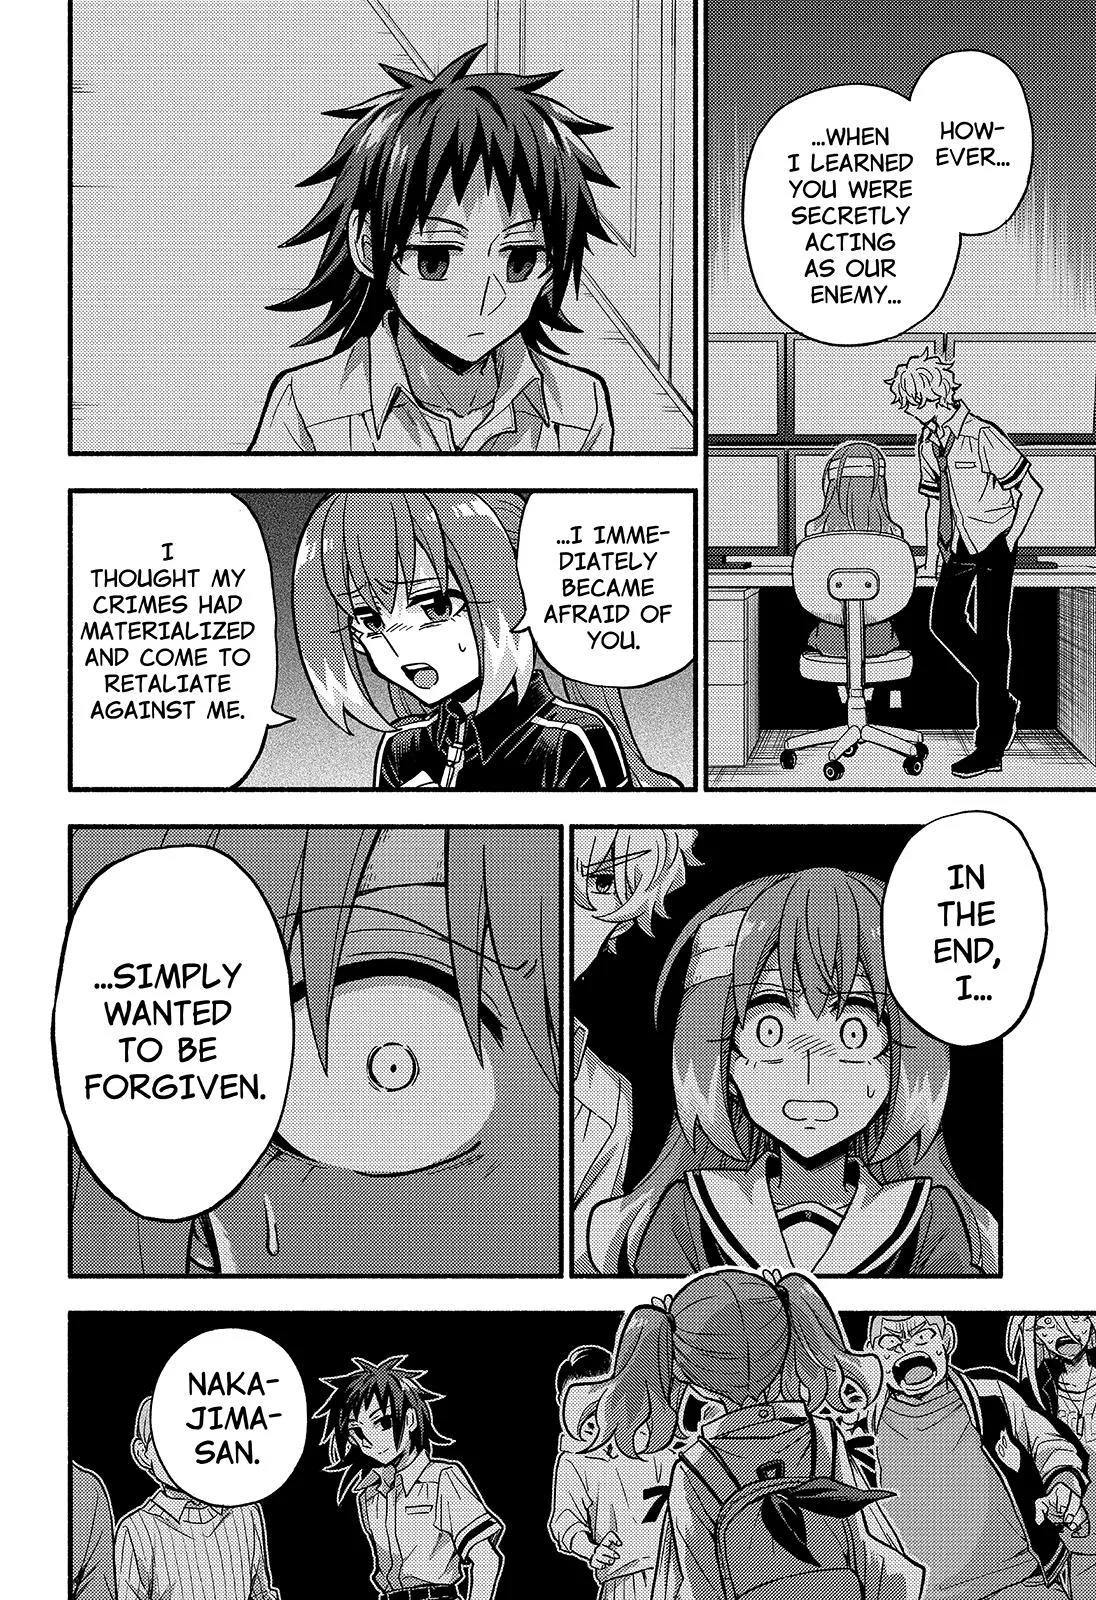 HOW-
EVER...
...WHEN
I LEARNED
YOU WERE
SECRETLY
ACTING
AS OUR
ENEMY...
...I IMME-
DIATELY
BECAME
AFRAID OF
YOU.
I
THOUGHT MY
CRIMES HAD
MATERIALIZED
AND COME TO
RETALIATE
AGAINST ME.
IN
THE
END,
I...
...SIMPLY
WANTED
TO BE
FORGIVEN.
NAKA-
JIMA-
SAN.